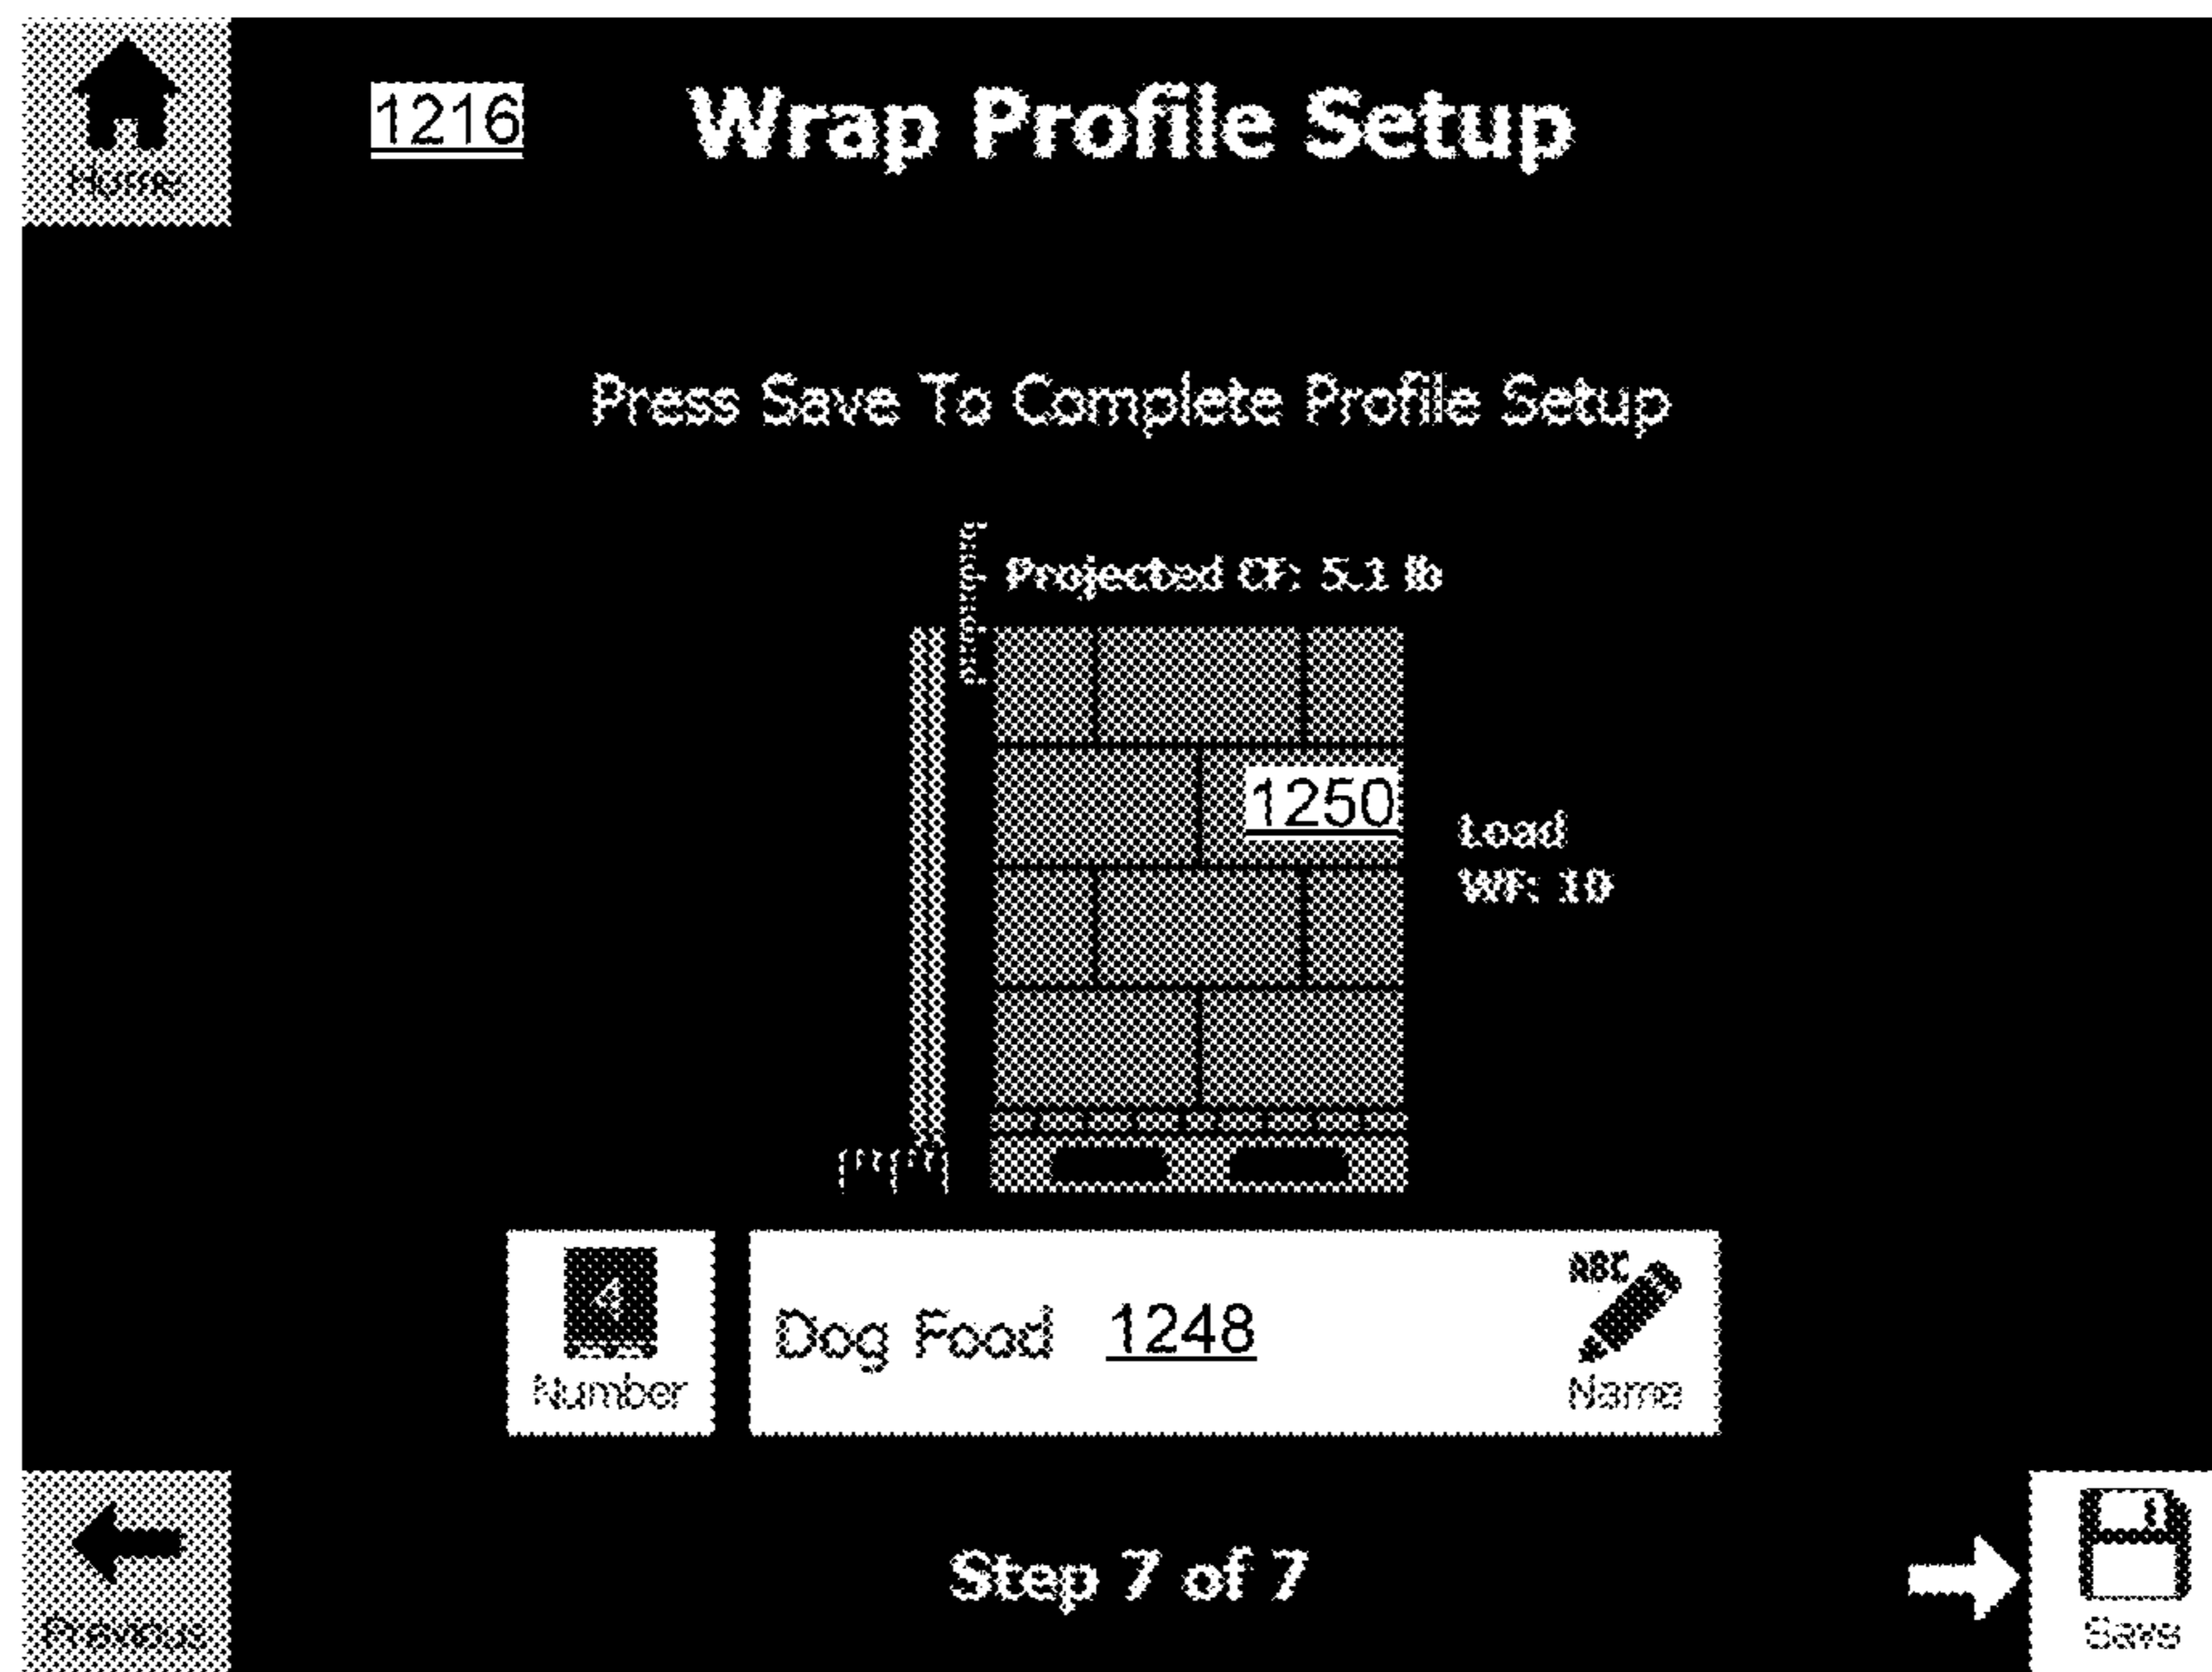 Home
1216
Wrap Profile Setup
Press Save To Complete Profile Setup
Projected CF: 5.1 lb
1250
Load
WF: 10
4
Number
Dog Food
1248
ABC
Name
Previous
Step 7 of 7
Save